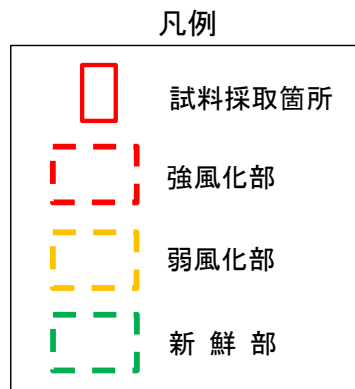 凡例
試料採取箇所
強風化部
弱風化部
新 鮮 部